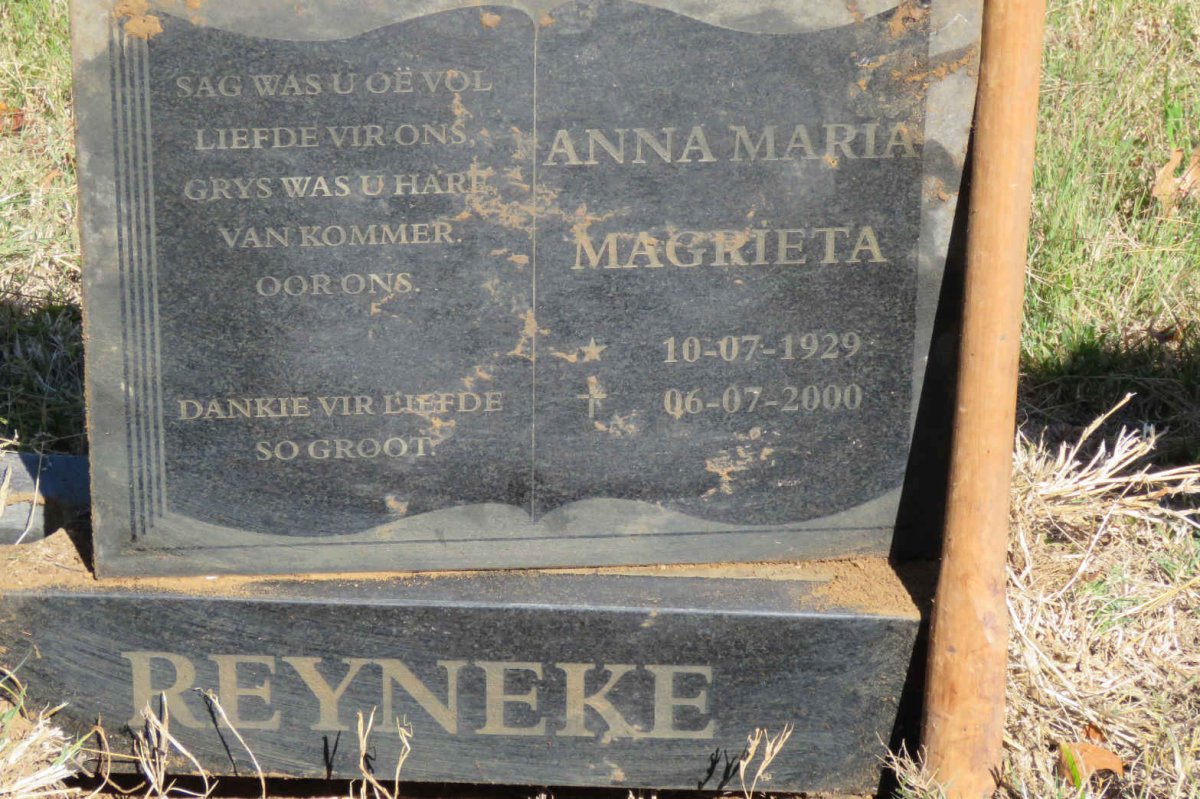 SAG WAS U OË VOL
LIEFDE VIR ONS,
GRYS WAS U HARE
VAN KOMMER.
OOR ONS.
DANKIE VIR LIEFDE
SO GROOT.
ANNA MARIA
MAGRIETA
10-07-1929
06-07-2000
REYNEKE